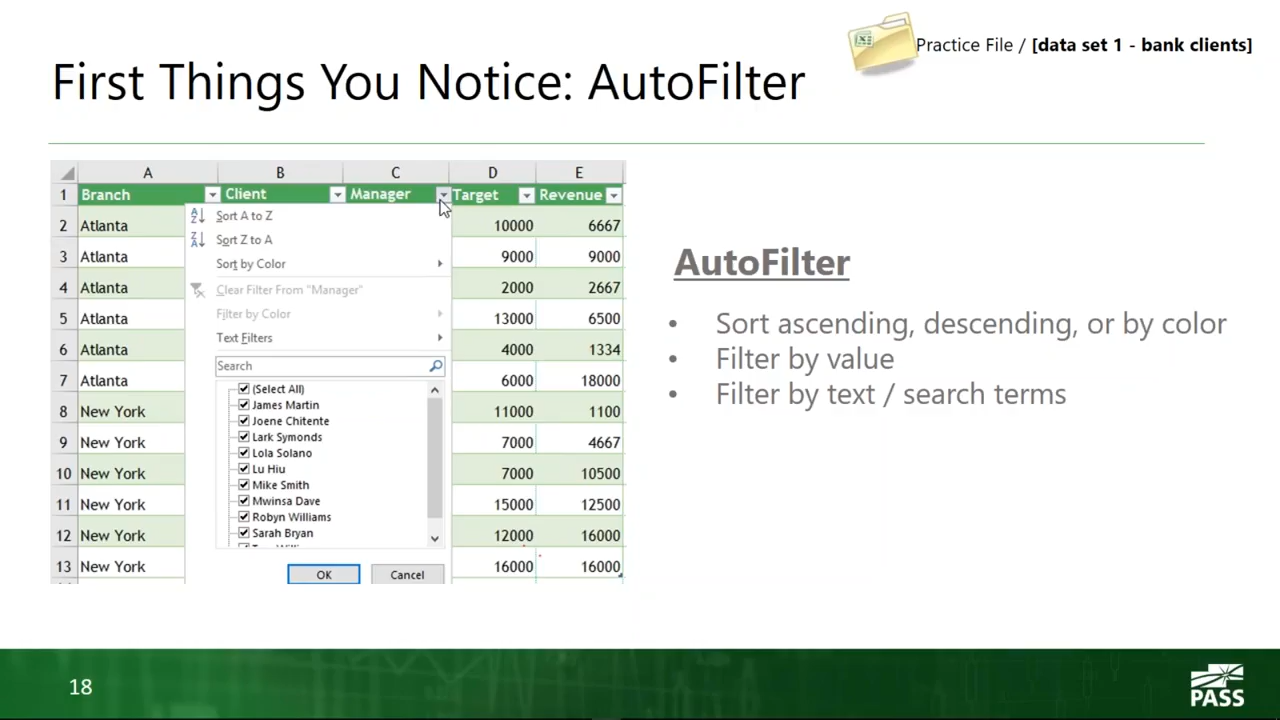 Practice File / [data set 1 - bank clients]
First Things You Notice: AutoFilter
A B C D E
1 Branch Client Manager Target Revenue
Sort A to Z
2 Atlanta 10000 6667
Sort Z to A
3 Atlanta 9000 9000
Sort by Color
4 Atlanta 2000 2667
Clear Filter From "Manager"
5 Atlanta 13000 6500
Filter by Color
Text Filters
6 Atlanta 4000 1334
Search
7 Atlanta 6000 18000
(Select All)
James Martin
8 New York 11000 1100
Joene Chitente
Lark Symonds
9 New York 7000 4667
Lola Solano
Lu Hiu
10 New York 7000 10500
Mike Smith
Mwinsa Dave
11 New York 15000 12500
Robyn Williams
Sarah Bryan
12 New York 12000 16000
13 New York 16000 16000
OK Cancel
AutoFilter
• Sort ascending, descending, or by color
• Filter by value
• Filter by text / search terms
18
PASS